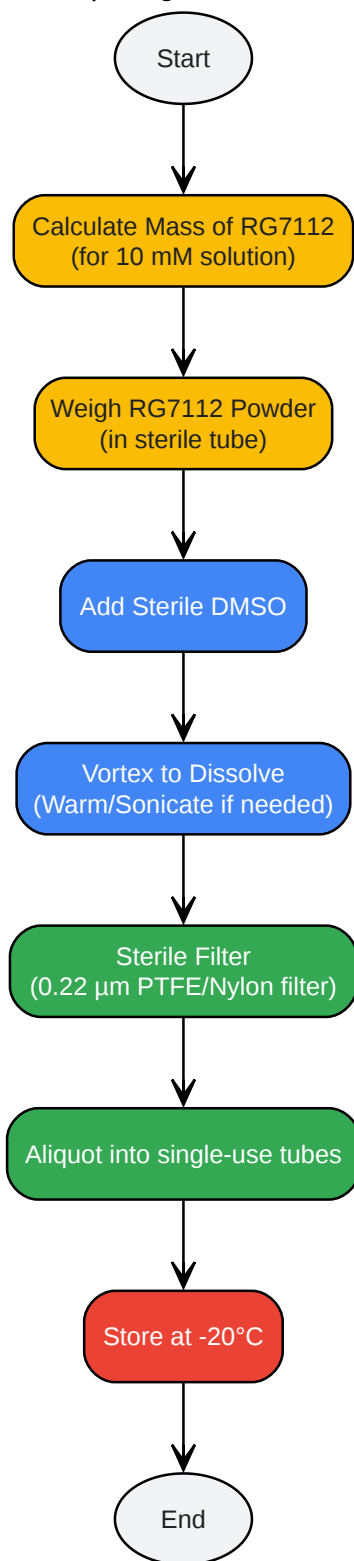 Start
Calculate Mass of RG7112
(for 10 mM solution)
Weigh RG7112 Powder
(in sterile tube)
Add Sterile DMSO
Vortex to Dissolve
(Warm/Sonicate if needed)
Sterile Filter
(0.22 µm PTFE/Nylon filter)
Aliquot into single-use tubes
Store at -20°C
End